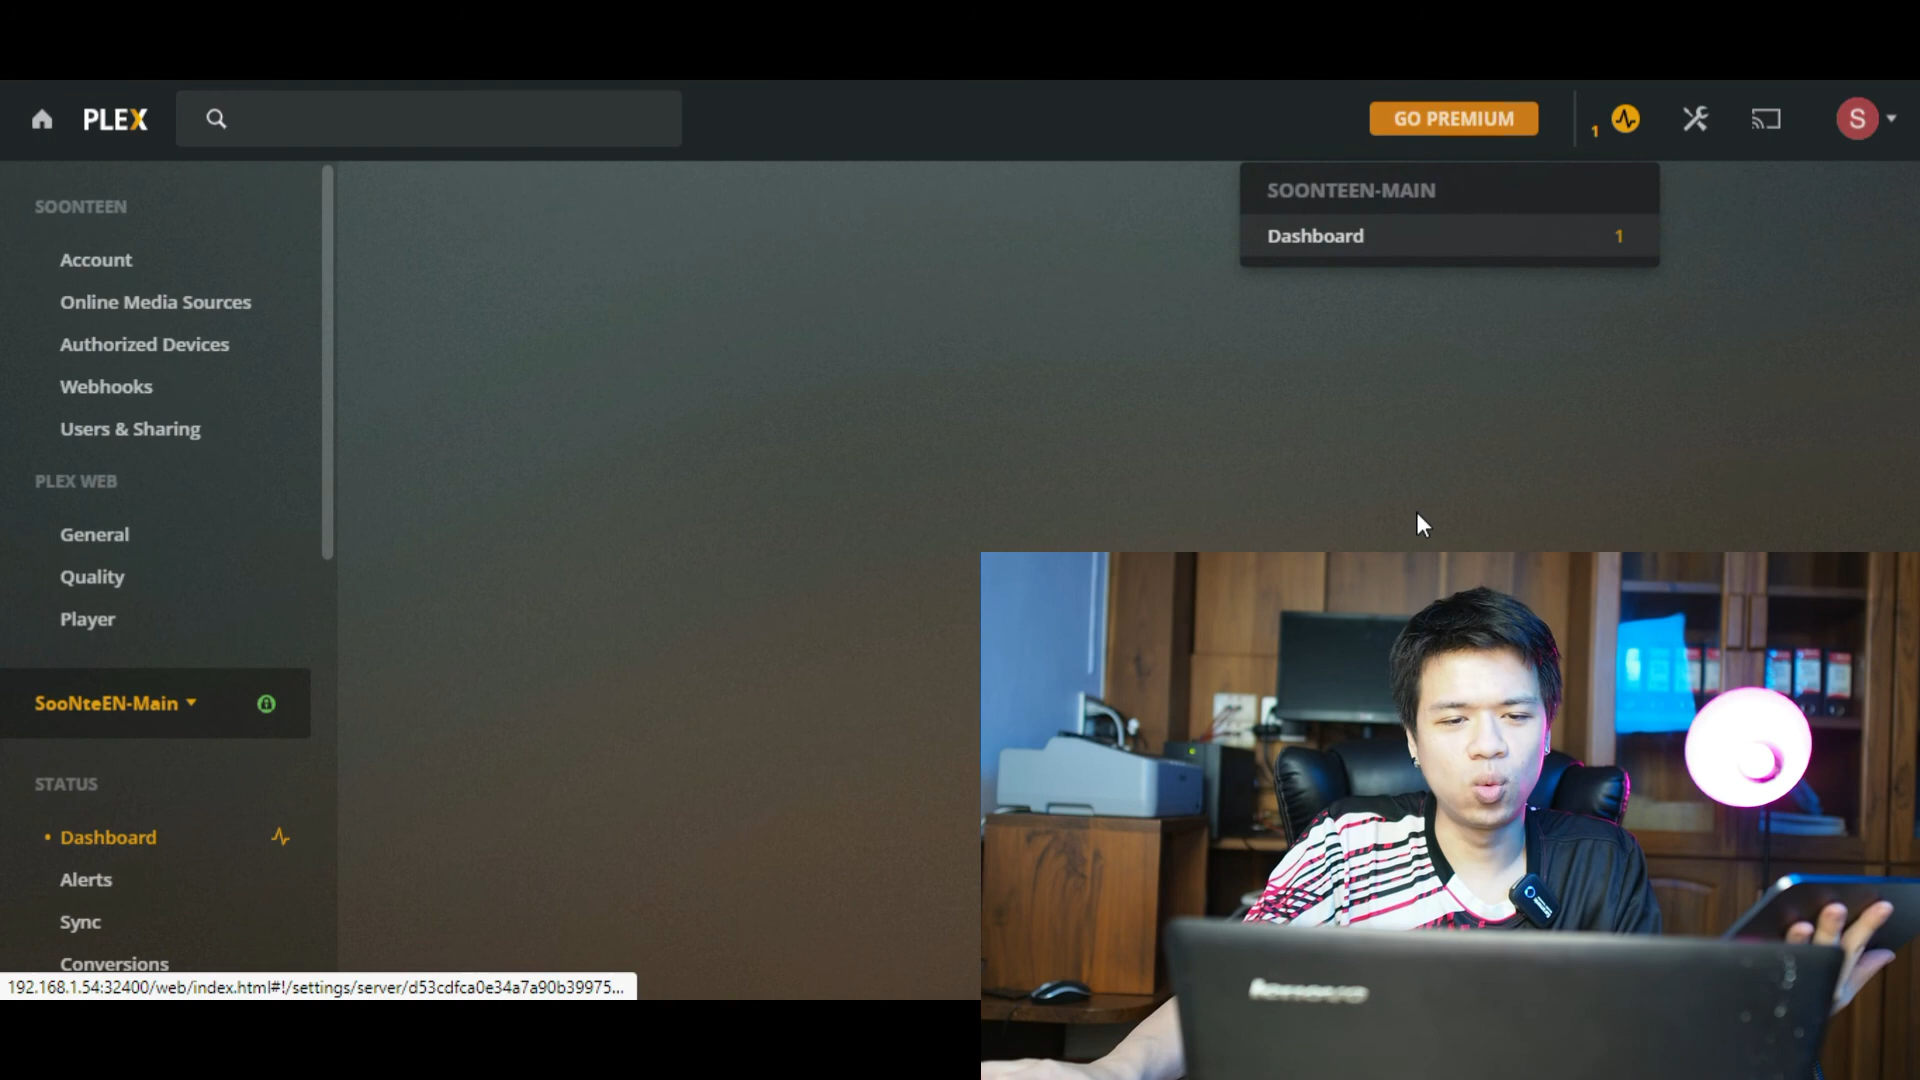 PLEX
GO PREMIUM
1
S
SOONTEEN-MAIN
Dashboard 1
SOONTEEN
Account
Online Media Sources
Authorized Devices
Webhooks
Users & Sharing
PLEX WEB
General
Quality
Player
SooNteEN-Main
STATUS
Dashboard
Alerts
Sync
Conversions
192.168.1.54:32400/web/index.html#!/settings/server/d53cdfca0e34a7a90b39975...
lenovo